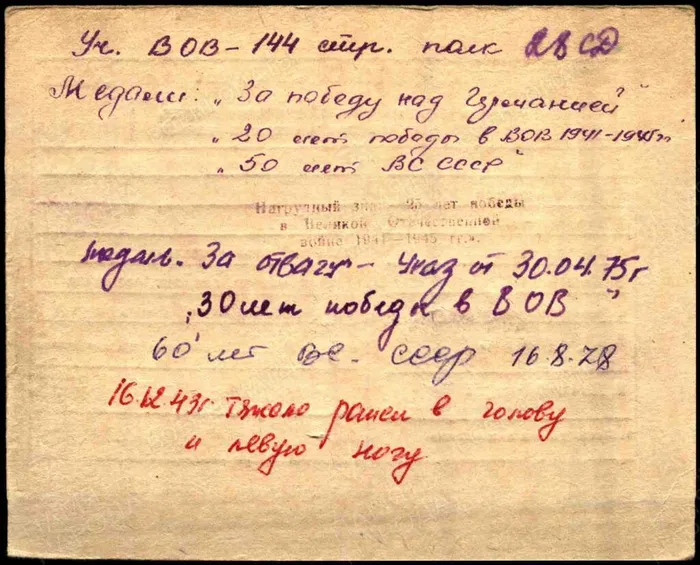 Уч. ВОВ – 144 стр. полк 28 СД
Медали: „За победу над Германией"
„20 лет победы в ВОВ 1941–1945гг"
„50 лет ВС СССР"
Нагрудный знак 25 лет победы
в Великой Отечественной
войне 1941—1945 гг.».
медаль. За отвагу – Указ от 30.04.75г
„30 лет победы в ВОВ"
60 лет ВС. СССР 16.8.78
16.12.43г. тяжело ранен в голову
и левую ногу